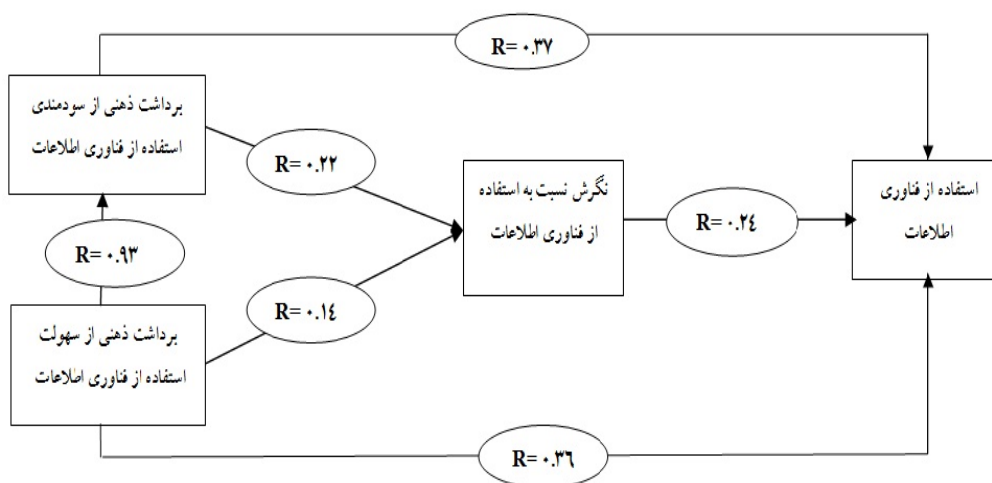 R= ۰.۳۷
برداشت ذهنی از سودمندی
استفاده از فناوری اطلاعات
R= ۰.۲۲
نگرش نسبت به استفاده
از فناوری اطلاعات
R= ۰.۲٤
استفاده از فناوری
اطلاعات
R= ۰.۹۳
R= ۰.۱٤
برداشت ذهنی از سهولت
استفاده از فناوری اطلاعات
R= ۰.۳٦